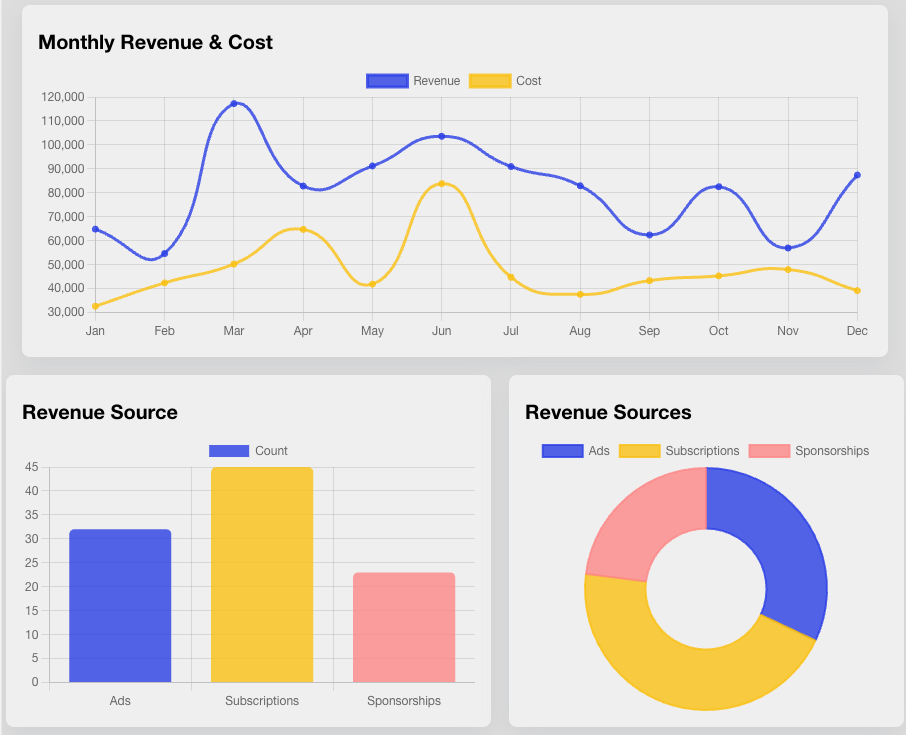 Monthly Revenue & Cost
Revenue Cost
120,000
110,000
100,000
90,000
80,000
70,000
60,000
50,000
40,000
30,000
Jan Feb Mar Apr May Jun Jul Aug Sep Oct Nov Dec
Revenue Source
Count
45
40
35
30
25
20
15
10
5
0
Ads Subscriptions Sponsorships
Revenue Sources
Ads Subscriptions Sponsorships